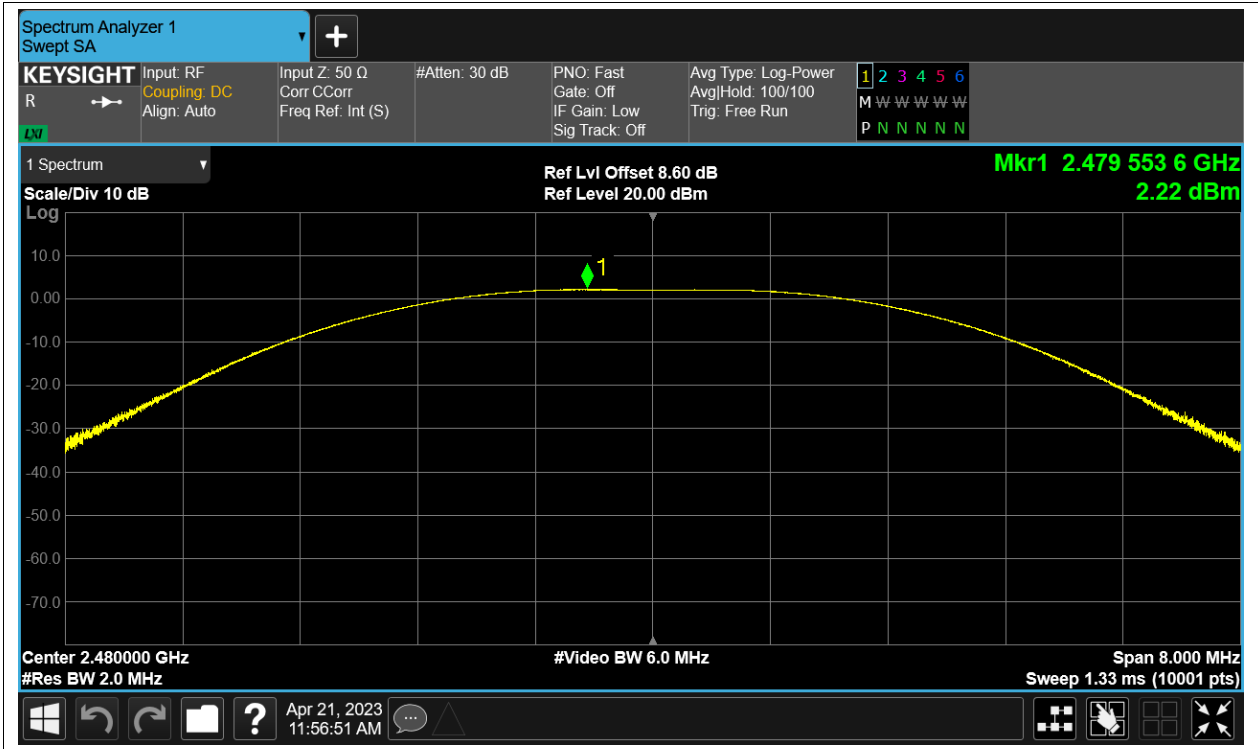 Spectrum Analyzer 1
Swept SA
KEYSIGHT
R
LXI
Input: RF
Coupling: DC
Align: Auto
Input Z: 50 Ω
Corr CCorr
Freq Ref: Int (S)
#Atten: 30 dB
PNO: Fast
Gate: Off
IF Gain: Low
Sig Track: Off
Avg Type: Log-Power
Avg|Hold: 100/100
Trig: Free Run
1 2 3 4 5 6
M W W W W W
P N N N N N
1 Spectrum
Scale/Div 10 dB
Log
Ref Lvl Offset 8.60 dB
Ref Level 20.00 dBm
Mkr1 2.479 553 6 GHz
2.22 dBm
1
10.0
0.00
-10.0
-20.0
-30.0
-40.0
-50.0
-60.0
-70.0
Center 2.480000 GHz
#Res BW 2.0 MHz
#Video BW 6.0 MHz
Span 8.000 MHz
Sweep 1.33 ms (10001 pts)
?
Apr 21, 2023
11:56:51 AM